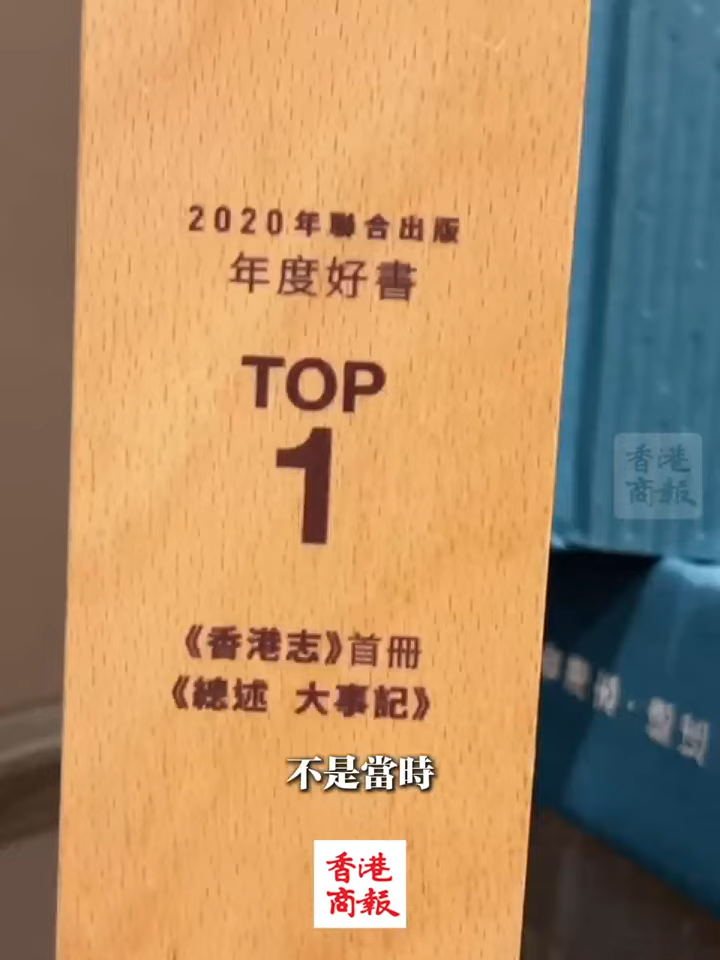 2020年聯合出版
年度好書
TOP
1
《香港志》首冊
《總述 大事記》
不是當時
香港
商報
香港
商報